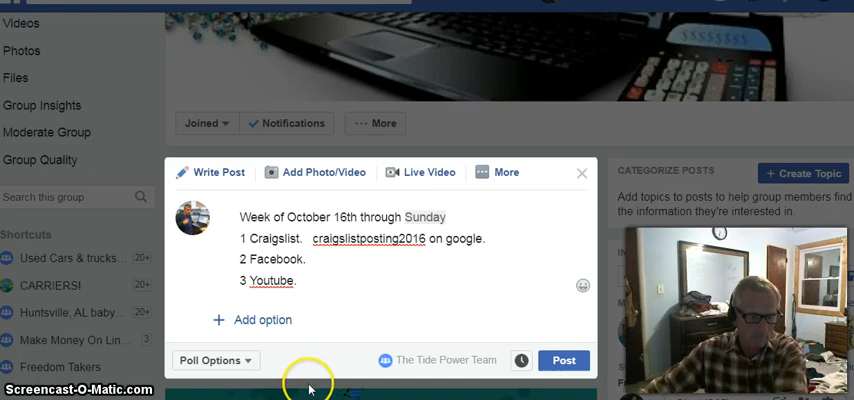 Videos
Photos
Files
Group Insights
Moderate Group
Group Quality
Search this group
Shortcuts
Used Cars & trucks... 20+
CARRIERS! 20+
Huntsville, AL baby... 20+
Make Money On Lin... 3
Freedom Takers
Joined Notifications ··· More
Write Post Add Photo/Video Live Video More
Week of October 16th through Sunday
1 Craigslist. craigslistposting2016 on google.
2 Facebook.
3 Youtube.
+ Add option
Poll Options The Tide Power Team Post
CATEGORIZE POSTS + Create Topic
Add topics to posts to help group members find
the information they're interested in.
Screencast-O-Matic.com